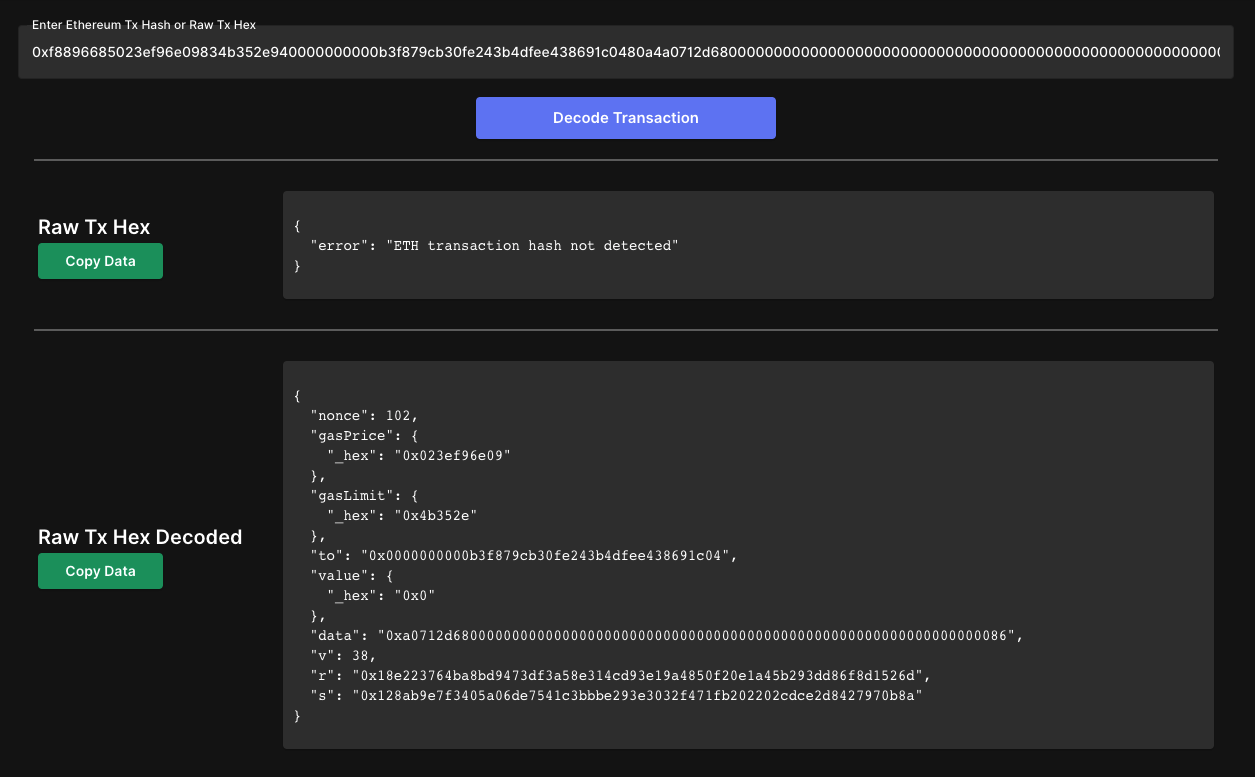 Enter Ethereum Tx Hash or Raw Tx Hex
0xf8896685023ef96e09834b352e940000000000b3f879cb30fe243b4dfee438691c0480a4a0712d68000000000000000000000000000000000000000000000000000000
Decode Transaction
Raw Tx Hex
Copy Data
{
"error": "ETH transaction hash not detected"
}
Raw Tx Hex Decoded
Copy Data
{
"nonce": 102,
"gasPrice": {
"_hex": "0x023ef96e09"
},
"gasLimit": {
"_hex": "0x4b352e"
},
"to": "0x0000000000b3f879cb30fe243b4dfee438691c04",
"value": {
"_hex": "0x0"
},
"data": "0xa0712d680000000000000000000000000000000000000000000000000000000000000086",
"v": 38,
"r": "0x18e223764ba8bd9473df3a58e314cd93e19a4850f20e1a45b293dd86f8d1526d",
"s": "0x128ab9e7f3405a06de7541c3bbbe293e3032f471fb202202cdce2d8427970b8a"
}